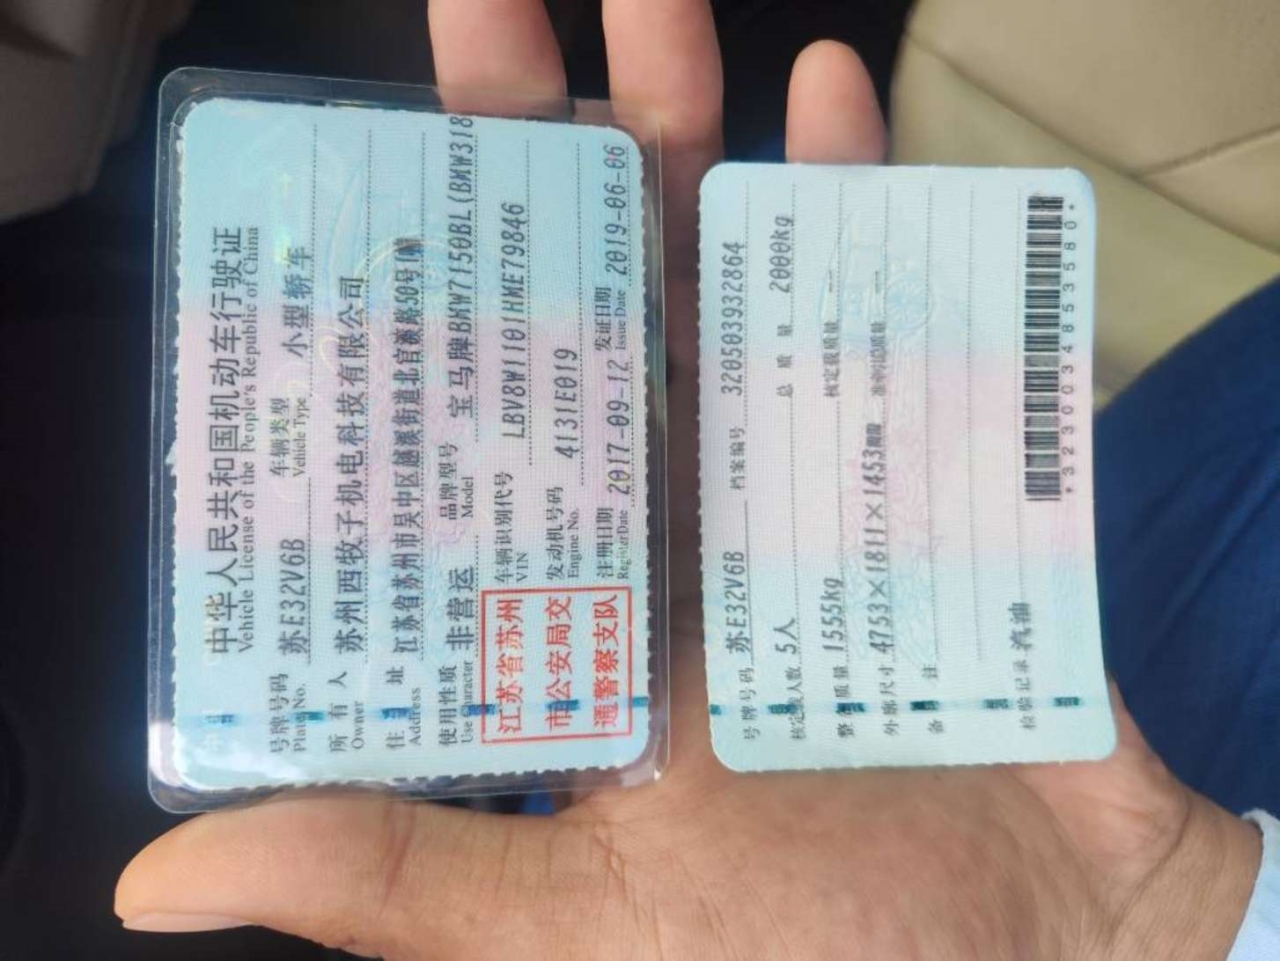 中华人民共和国机动车行驶证
Vehicle License of the People's Republic of China
号牌号码 苏E32V6B 车辆类型 小型轿车
Plate No. Vehicle Type
所有人 苏州西牧子机电科技有限公司
Owner
住址 江苏省苏州市吴中区越溪街道北官渡路50号
Address
使用性质 非营运 品牌型号 宝马牌BMW7150BL(BMW318
Use Character Model
江苏省苏州
市公安局交
通警察支队
车辆识别代号 LBV8W1101HME79846
VIN
发动机号码 4131E019
Engine No.
注册日期 2017-09-12 发证日期 2019-06-06
Register Date Issue Date
号牌号码 苏E32V6B 档案编号 320503932864
核定载人数 5人 总质量 2000kg
整备质量 1555kg 核定载质量 --
外廓尺寸 4753×1811×1453mm 准牵引总质量 --
备注
检验记录 汽油
*3230034853580*